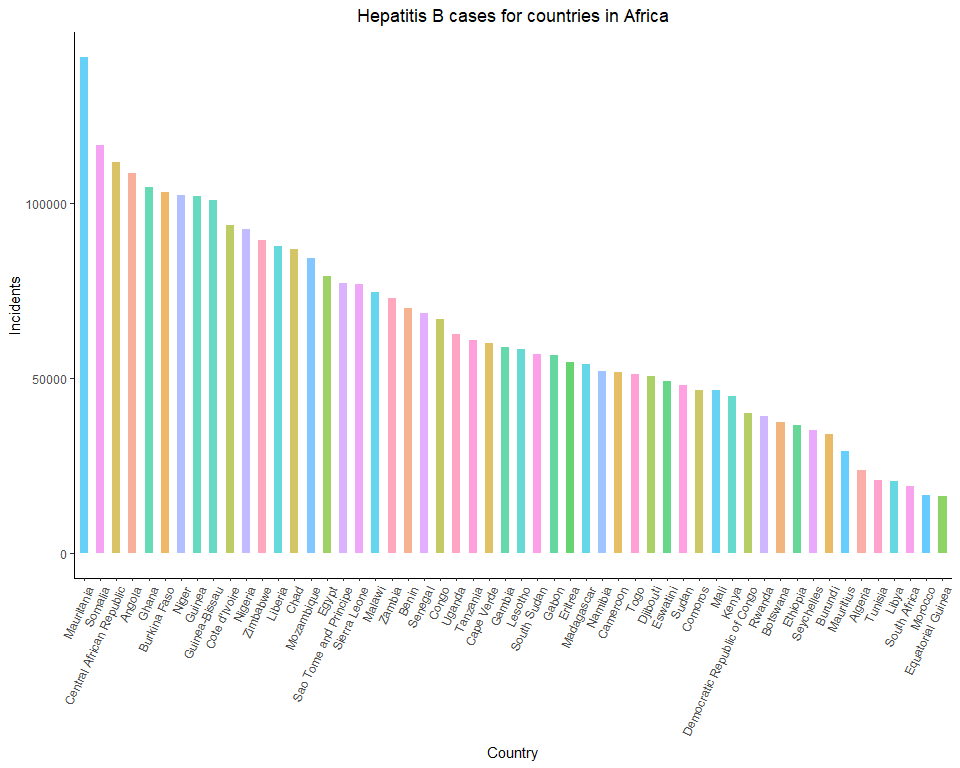 Hepatitis B cases for countries in Africa
Incidents
100000
50000
0
Mauritania
Somalia
Central African Republic
Angola
Ghana
Burkina Faso
Niger
Guinea
Guinea-Bissau
Cote d'Ivoire
Nigeria
Zimbabwe
Liberia
Chad
Mozambique
Egypt
Sao Tome and Principe
Sierra Leone
Malawi
Zambia
Benin
Senegal
Congo
Uganda
Tanzania
Cape Verde
Gambia
Lesotho
South Sudan
Gabon
Eritrea
Madagascar
Namibia
Cameroon
Togo
Djibouti
Eswatini
Sudan
Comoros
Mali
Kenya
Democratic Republic of Congo
Rwanda
Botswana
Ethiopia
Seychelles
Burundi
Mauritius
Algeria
Tunisia
Libya
South Africa
Morocco
Equatorial Guinea
Country